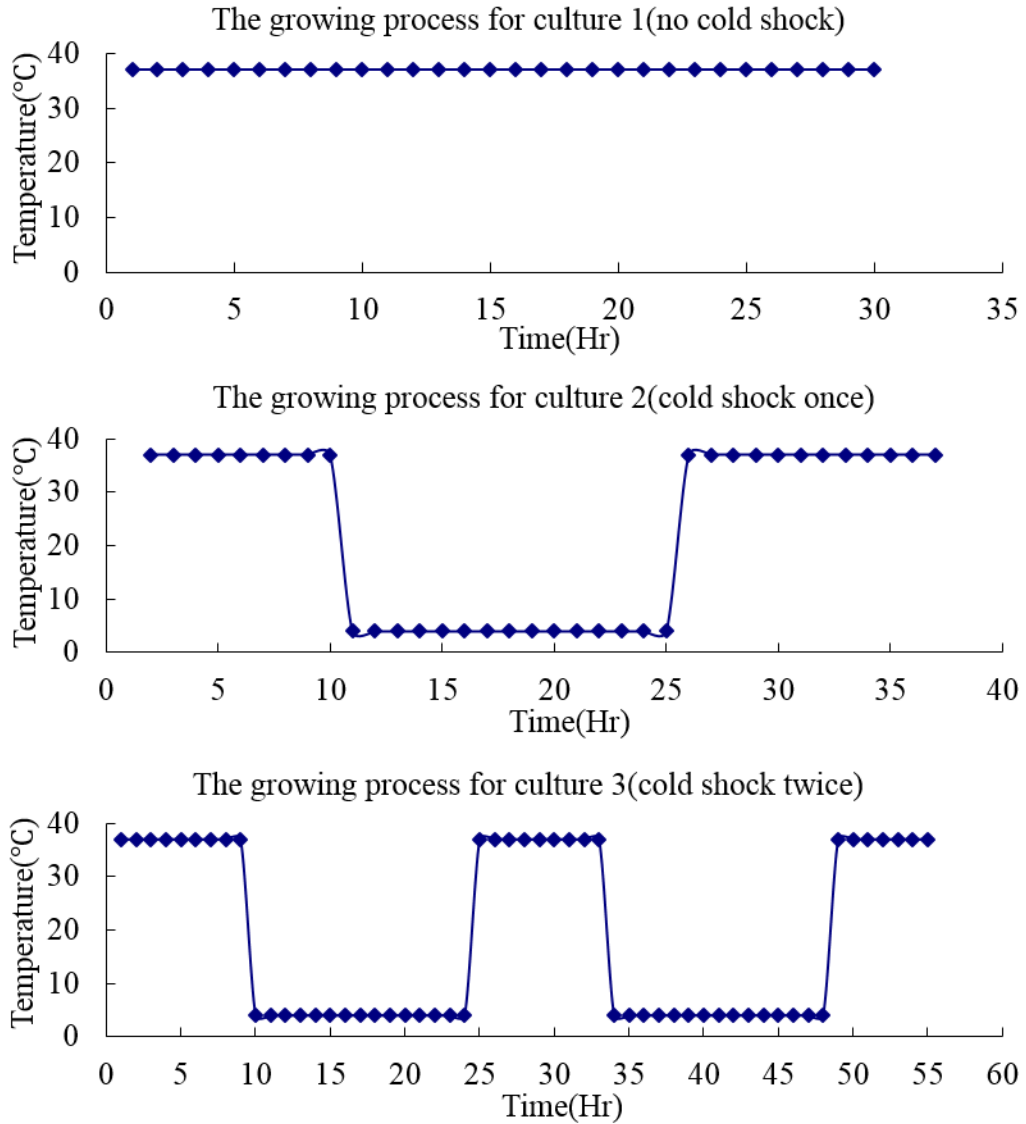 The growing process for culture 1(no cold shock)
Temperature(°C)
40
30
20
10
0
0 5 10 15 20 25 30 35
Time(Hr)
The growing process for culture 2(cold shock once)
Temperature(°C)
40
30
20
10
0
0 5 10 15 20 25 30 35 40
Time(Hr)
The growing process for culture 3(cold shock twice)
Temperature(°C)
40
30
20
10
0
0 5 10 15 20 25 30 35 40 45 50 55 60
Time(Hr)